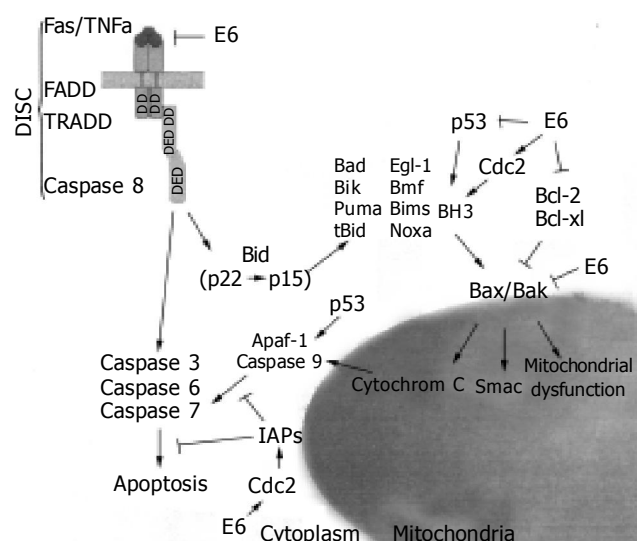 Fas/TNFa
E6
DISC
FADD
TRADD
DD DD
DED DD
DED
Caspase 8
Bid
(p22 p15)
Bad Egl-1
Bik Bmf
Puma Bims
tBid Noxa
BH3
p53 E6
Cdc2
Bcl-2
Bcl-xl
E6
Bax/Bak
p53
Apaf-1
Caspase 9
Cytochrom C
Smac
Mitochondrial
dysfunction
Caspase 3
Caspase 6
Caspase 7
IAPs
Apoptosis
Cdc2
E6
Cytoplasm
Mitochondria